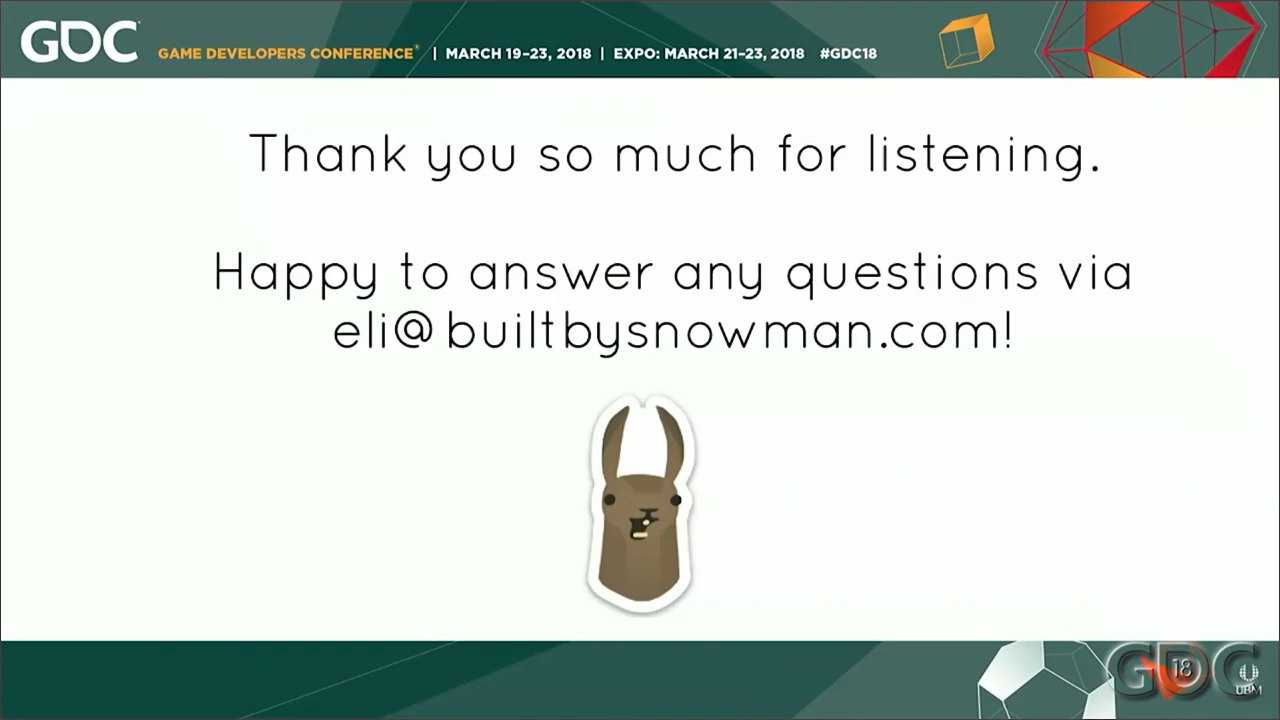 GDC GAME DEVELOPERS CONFERENCE® | MARCH 19–23, 2018 | EXPO: MARCH 21–23, 2018 #GDC18
Thank you so much for listening.
Happy to answer any questions via
eli@builtbysnowman.com!
GDC 18 UBM